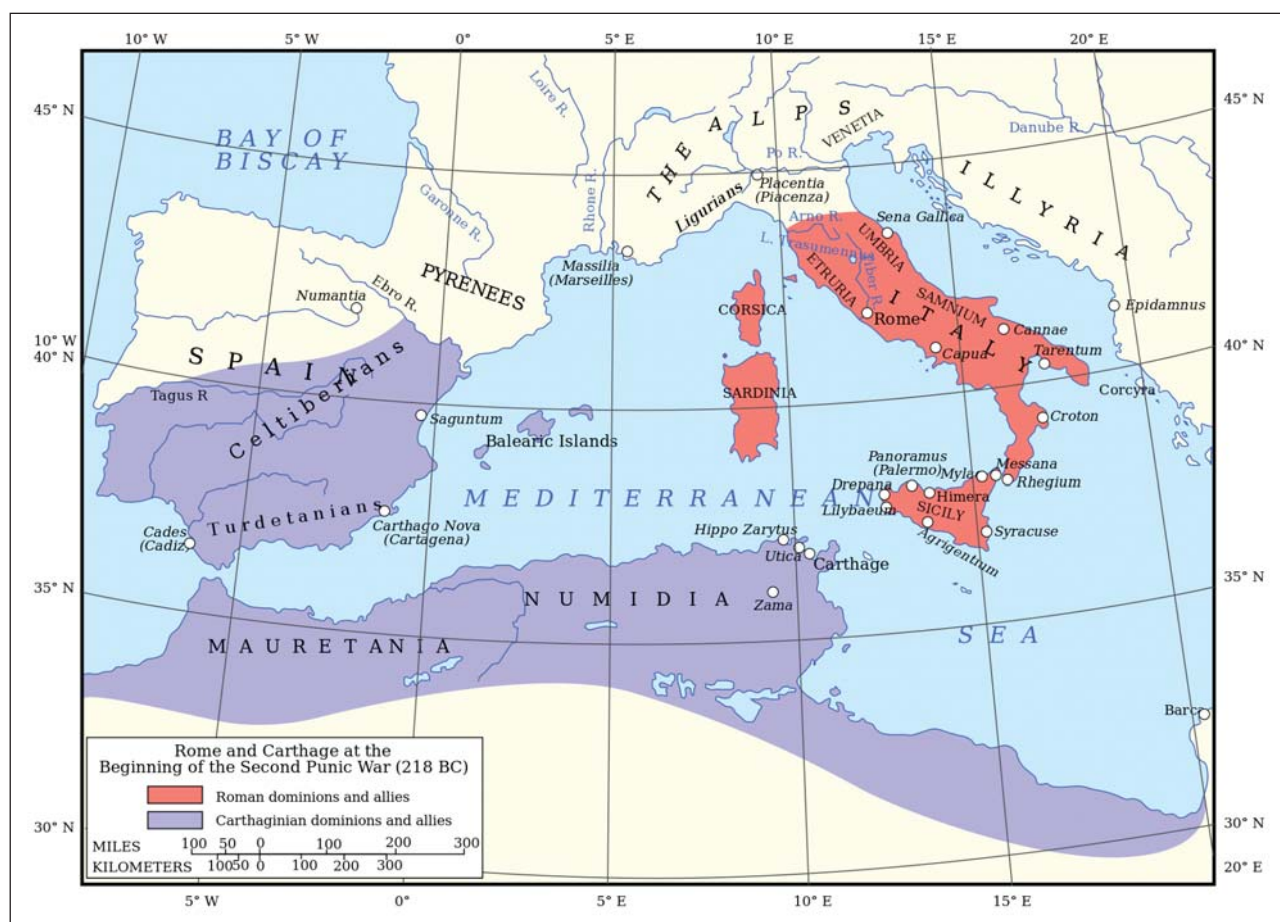 10° W
5° W
0°
5° E
10° E
15° E
20° E
45° N
45° N
BAY OF
BISCAY
Loire R.
Garonne R.
Rhone R.
THE ALPS
VENETIA
Po R.
Danube R.
ILLYRIA
Ligurians
Placentia
(Piacenza)
Arno R.
Sena Gallica
L. Trasumennus
UMBRIA
Tiber R.
ETRURIA
Massilia
(Marseilles)
PYRENEES
Ebro R.
Numantia
ITALY
SAMNIUM
CORSICA
Rome
Cannae
Epidamnus
10° W
40° N
40° N
SPAIN
Capua
Tarentum
Corcyra
Tagus R
Celtiberrans
SARDINIA
Saguntum
Croton
Balearic Islands
Panoramus
(Palermo)
Mylae
Messana
Rhegium
Drepana
Himera
MEDITERRANEAN
Lilybaeum
SICILY
Turdetanians
Carthago Nova
(Cartagena)
Cades
(Cadiz)
Hippo Zarytus
Utica
Carthage
Agrigentum
Syracuse
35° N
35° N
NUMIDIA
Zama
SEA
MAURETANIA
Barca
Rome and Carthage at the
Beginning of the Second Punic War (218 BC)
Roman dominions and allies
Carthaginian dominions and allies
30° N
30° N
MILES 100 50 0 100 200 300
KILOMETERS 100 50 0 100 200 300
20° E
5° W
0°
5° E
10° E
15° E